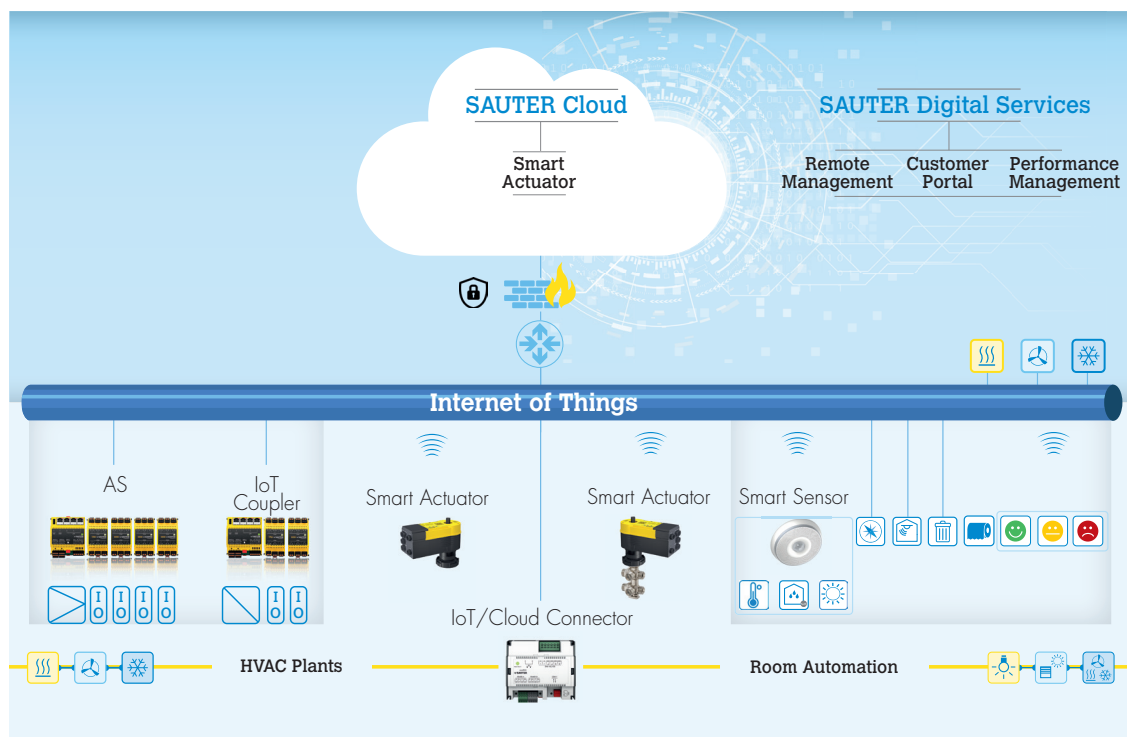 SAUTER Cloud
Smart
Actuator
SAUTER Digital Services
Remote
Management
Customer
Portal
Performance
Management
Internet of Things
AS
IoT
Coupler
Smart Actuator
Smart Actuator
Smart Sensor
I
O
I
O
I
O
I
O
I
O
I
O
IoT/Cloud Connector
HVAC Plants
Room Automation